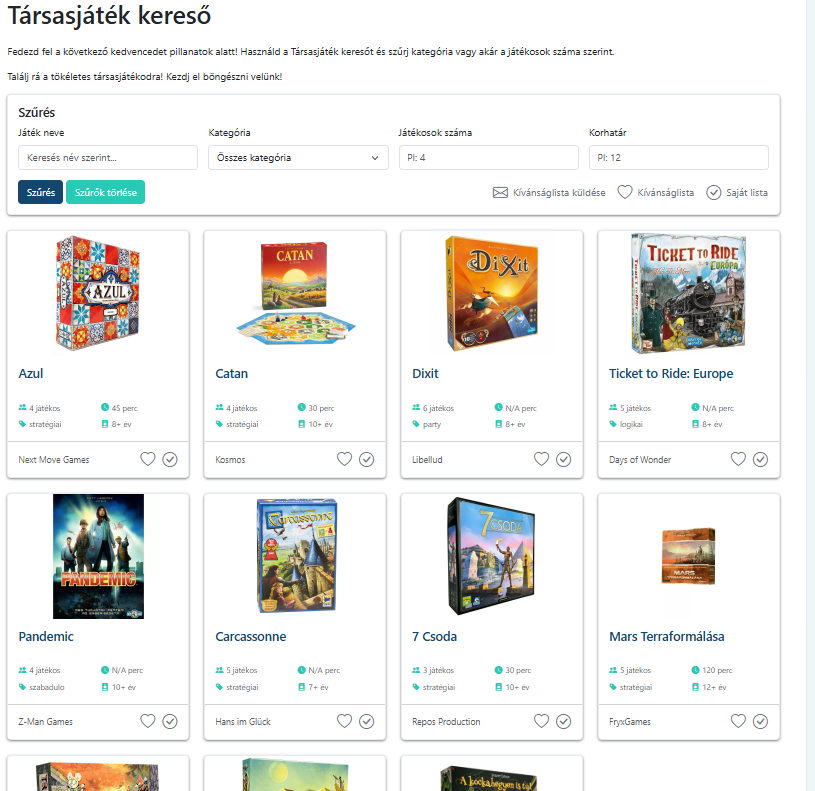 Társasjáték kereső
Fedezd fel a következő kedvencedet pillanatok alatt! Használd a Társasjáték keresőt és szűrj kategória vagy akár a játékosok száma szerint.
Találj rá a tökéletes társasjátékodra! Kezdj el böngészni velünk!
Szűrés
Játék neve Kategória Játékosok száma Korhatár
Keresés név szerint... Összes kategória Pl: 4 Pl: 12
Szűrés Szűrők törlése Kívánságlista küldése Kívánságlista Saját lista
AZUL CATAN DiXit TICKET TO RIDE EUROPA
Azul Catan Dixit Ticket to Ride: Europe
4 játékos 45 perc 4 játékos 30 perc 6 játékos N/A perc 5 játékos N/A perc
stratégiai 8+ év stratégiai 10+ év party 8+ év logikai 8+ év
Next Move Games Kosmos Libellud Days of Wonder
PANDEMIC Carcassonne 7 CSODA MARS
Pandemic Carcassonne 7 Csoda Mars Terraformálása
4 játékos N/A perc 5 játékos N/A perc 3 játékos 30 perc 5 játékos 120 perc
szabadulo 10+ év stratégiai 7+ év stratégiai 10+ év stratégiai 12+ év
Z-Man Games Hans im Glück Repos Production FryxGames
A kockahegyen is túl